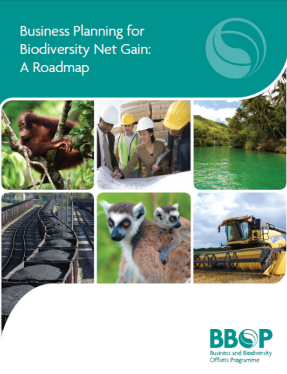 Business Planning for
Biodiversity Net Gain:
A Roadmap
BBOP
Business and Biodiversity
Offsets Programme